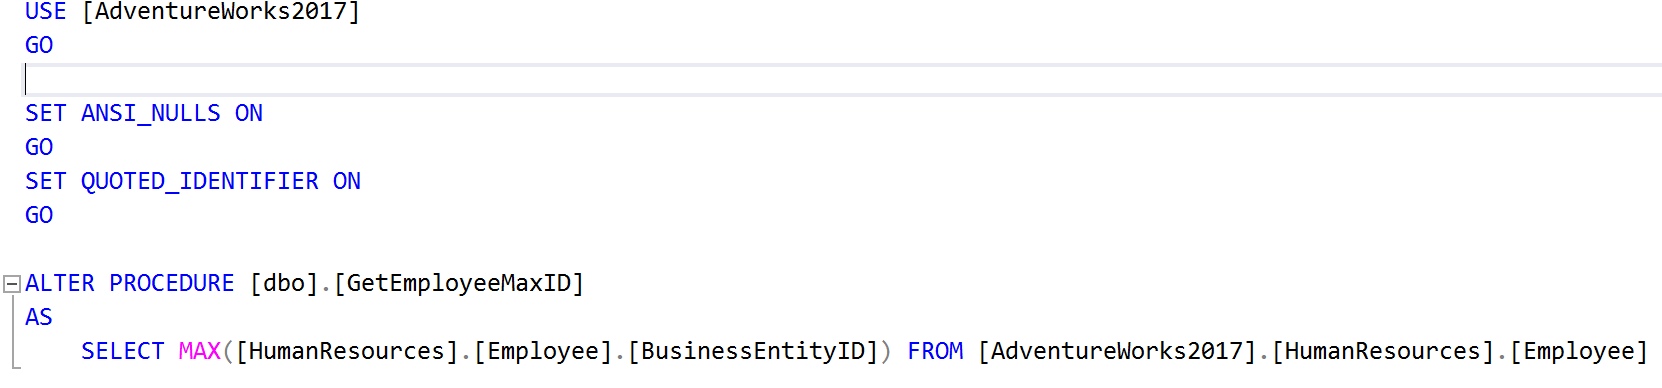 USE [AdventureWorks2017]
GO
SET ANSI_NULLS ON
GO
SET QUOTED_IDENTIFIER ON
GO
ALTER PROCEDURE [dbo].[GetEmployeeMaxID]
AS
SELECT MAX([HumanResources].[Employee].[BusinessEntityID]) FROM [AdventureWorks2017].[HumanResources].[Employee]